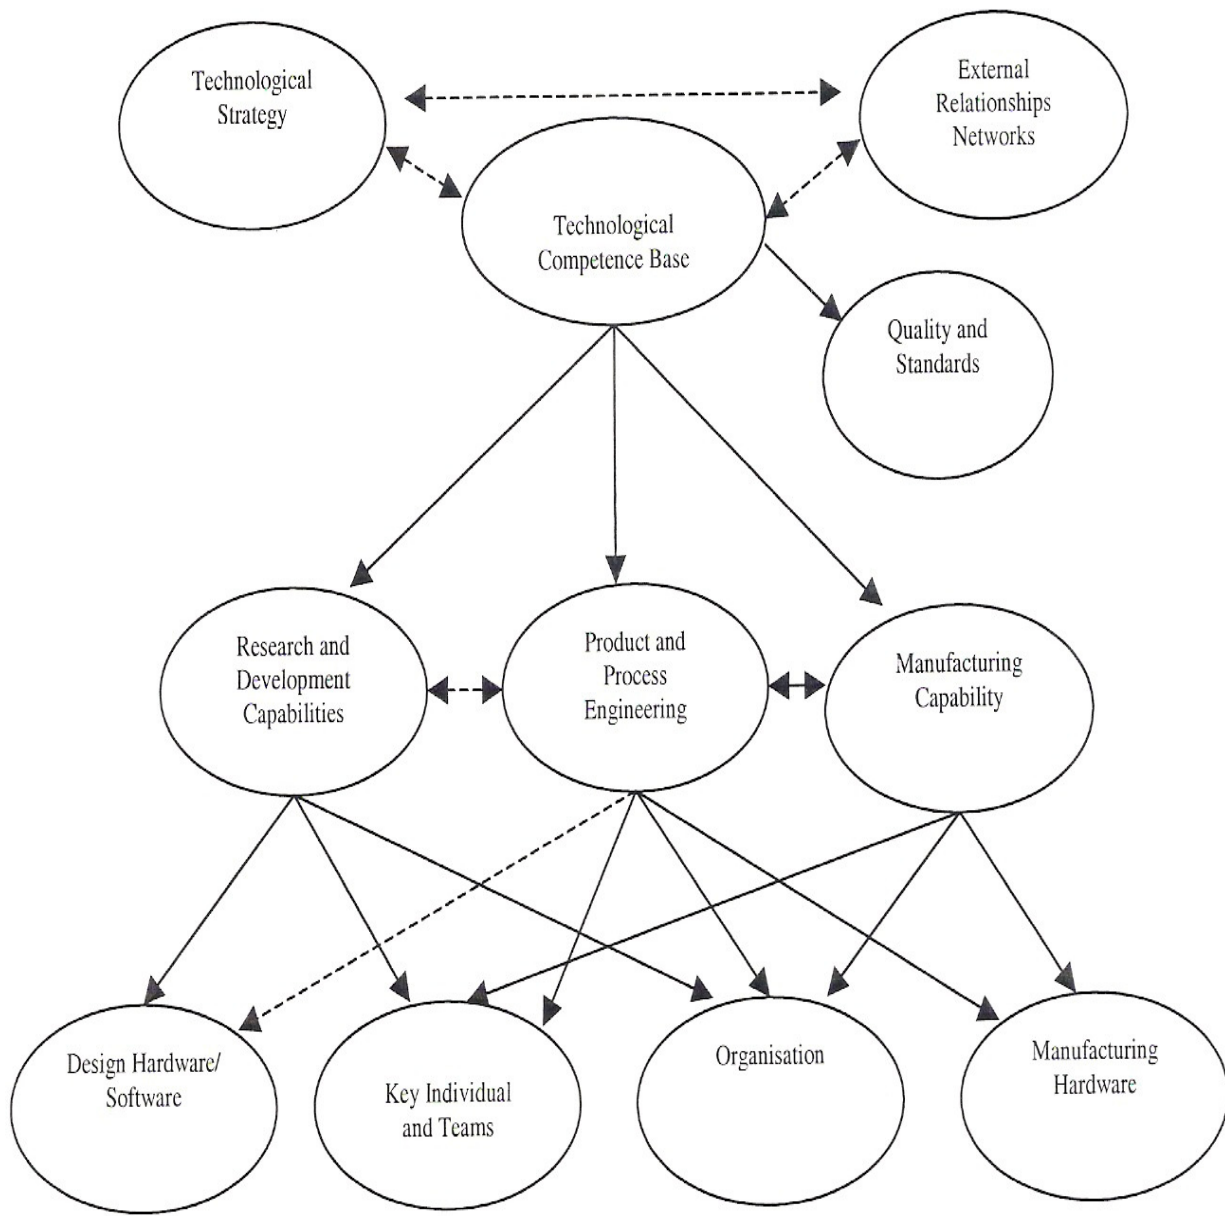 Technological
Strategy
External
Relationships
Networks
Technological
Competence Base
Quality and
Standards
Research and
Development
Capabilities
Product and
Process
Engineering
Manufacturing
Capability
Design Hardware/
Software
Key Individual
and Teams
Organisation
Manufacturing
Hardware